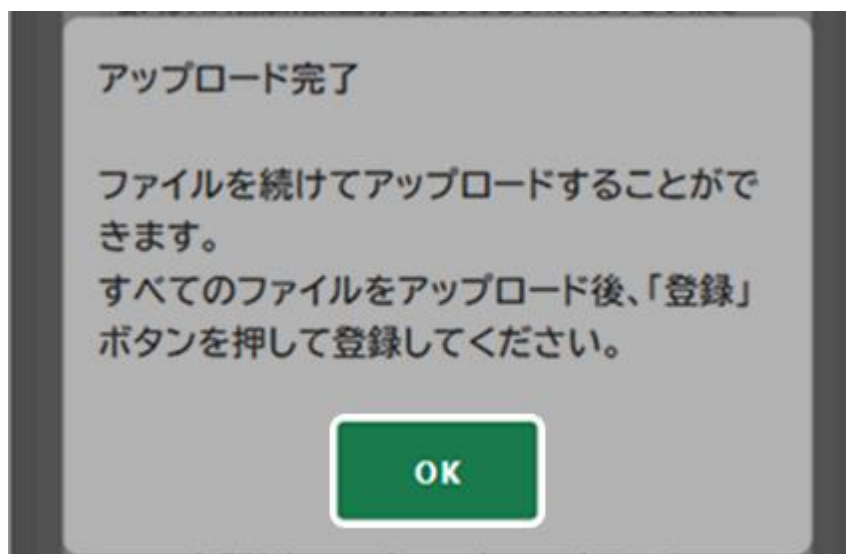 アップロード完了
ファイルを続けてアップロードすることがで
きます。
すべてのファイルをアップロード後、「登録」
ボタンを押して登録してください。
OK